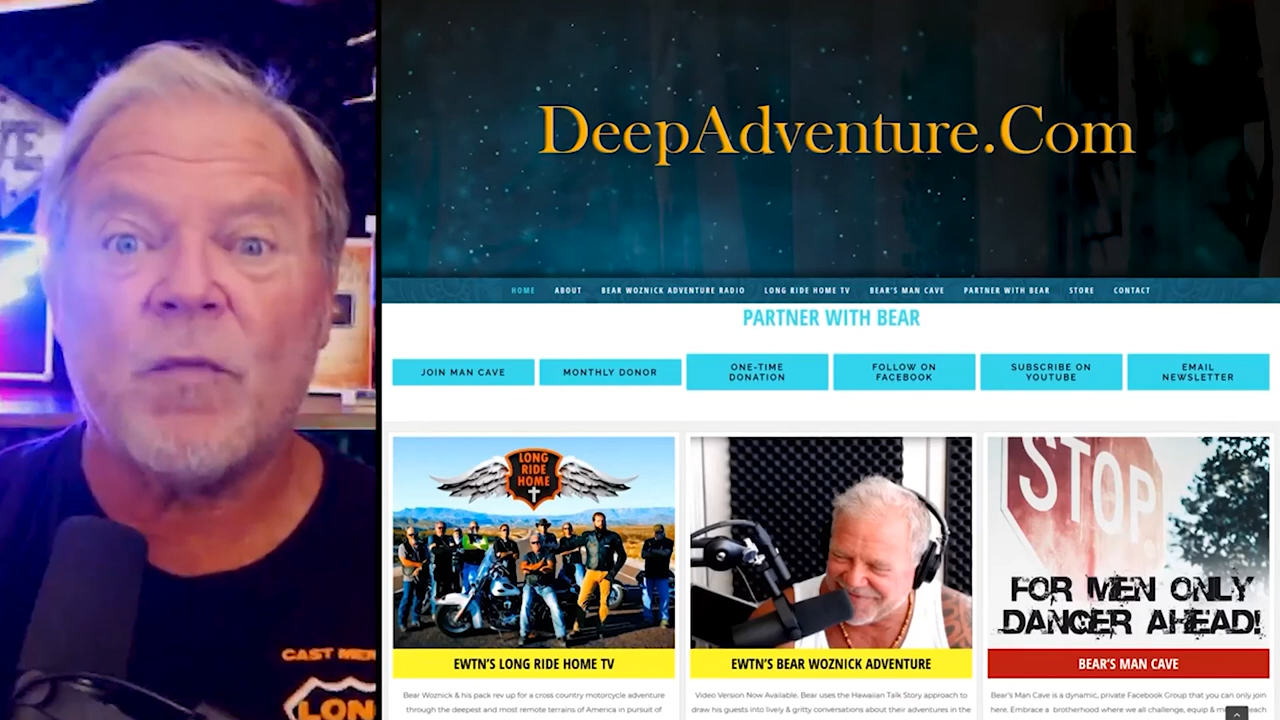 DeepAdventure.Com
HOME ABOUT BEAR WOZNICK ADVENTURE RADIO LONG RIDE HOME TV BEAR'S MAN CAVE PARTNER WITH BEAR STORE CONTACT
PARTNER WITH BEAR
JOIN MAN CAVE
MONTHLY DONOR
ONE-TIME
DONATION
FOLLOW ON
FACEBOOK
SUBSCRIBE ON
YOUTUBE
EMAIL
NEWSLETTER
LONG
RIDE
HOME
EWTN'S LONG RIDE HOME TV
Bear Woznick & his pack rev up for a cross country motorcycle adventure
through the deepest and most remote terrains of America in pursuit of
EWTN'S BEAR WOZNICK ADVENTURE
Video Version Now Available. Bear uses the Hawaiian Talk Story approach to
draw his guests into lively & gritty conversations about their adventures in the
STOP
FOR MEN ONLY
DANGER AHEAD!
BEAR'S MAN CAVE
Bear's Man Cave is a dynamic, private Facebook Group that you can only join
here. Embrace a brotherhood where we all challenge, equip &
CAST
LON